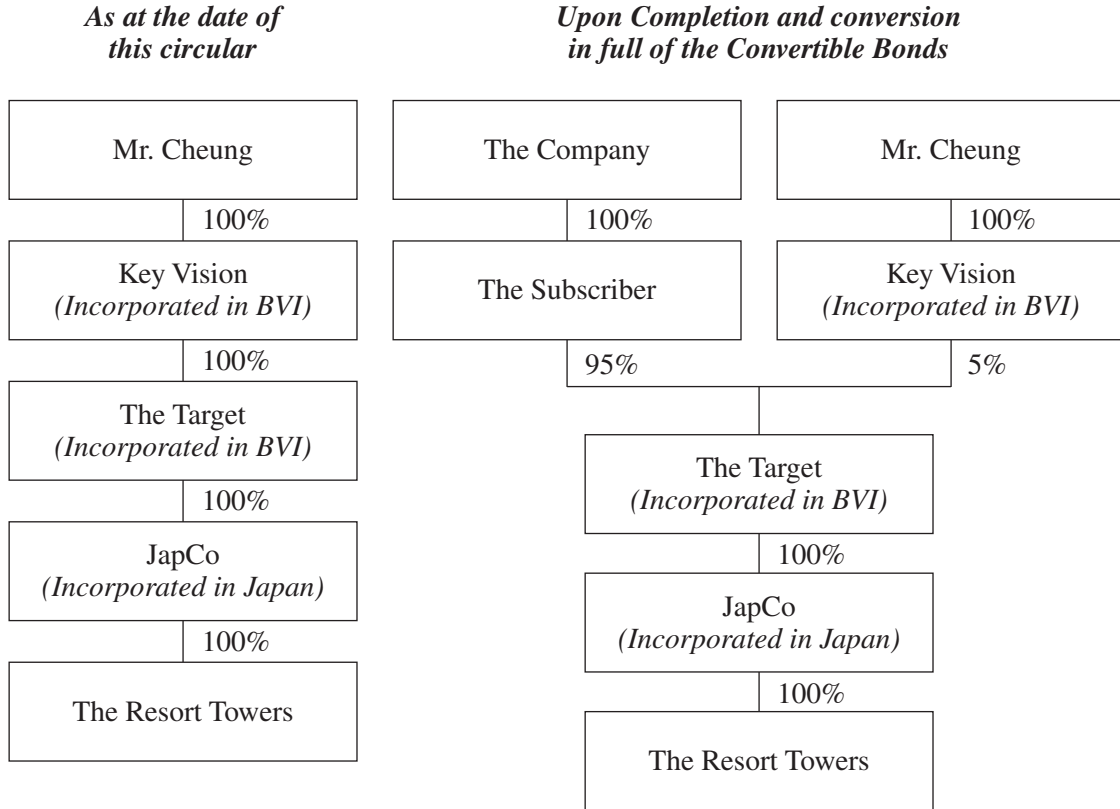 As at the date of
this circular
Mr. Cheung
100%
Key Vision
(Incorporated in BVI)
100%
The Target
(Incorporated in BVI)
100%
JapCo
(Incorporated in Japan)
100%
The Resort Towers
Upon Completion and conversion
in full of the Convertible Bonds
The Company
100%
The Subscriber
95%
Mr. Cheung
100%
Key Vision
(Incorporated in BVI)
5%
The Target
(Incorporated in BVI)
100%
JapCo
(Incorporated in Japan)
100%
The Resort Towers